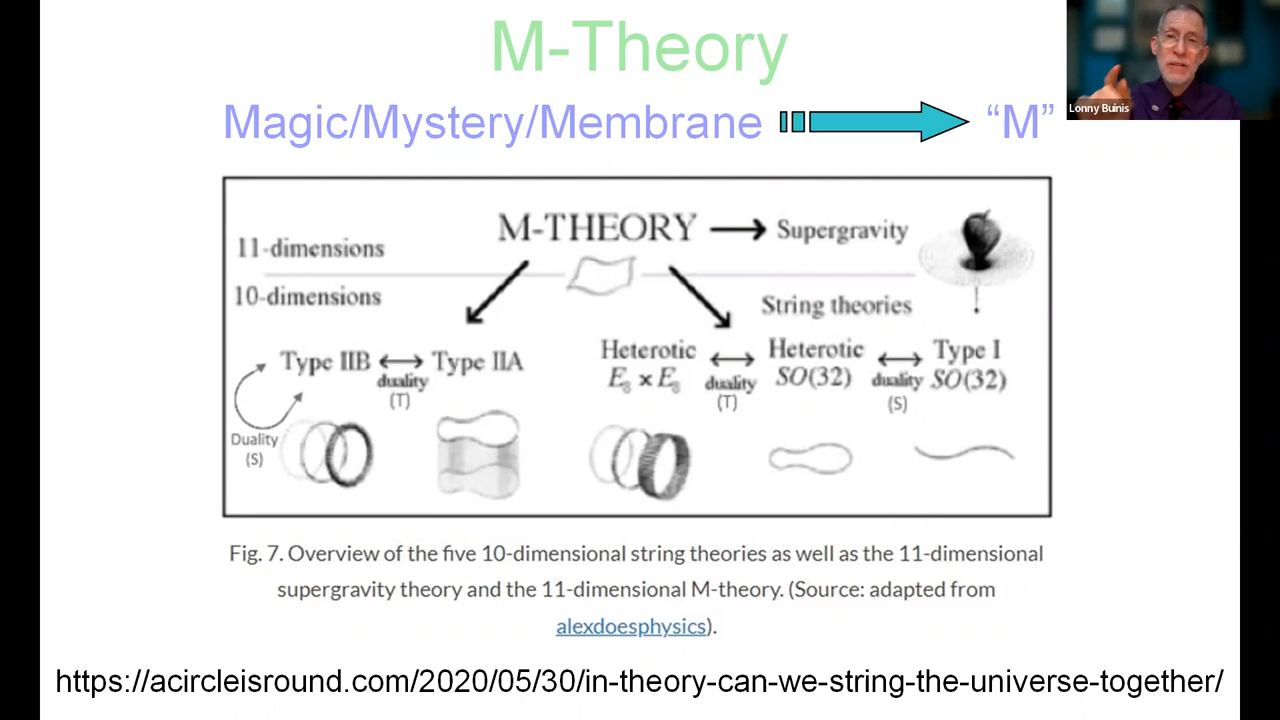 M-Theory
Lonny Buinis
Magic/Mystery/Membrane “M”
M-THEORY Supergravity
11-dimensions
10-dimensions
String theories
Type IIB duality (T) Type IIA
Heterotic E₈ x E₈ duality (T) Heterotic SO(32) duality (S) Type I SO(32)
Duality
(S)
Fig. 7. Overview of the five 10-dimensional string theories as well as the 11-dimensional
supergravity theory and the 11-dimensional M-theory. (Source: adapted from
alexdoesphysics).
https://acircleisround.com/2020/05/30/in-theory-can-we-string-the-universe-together/